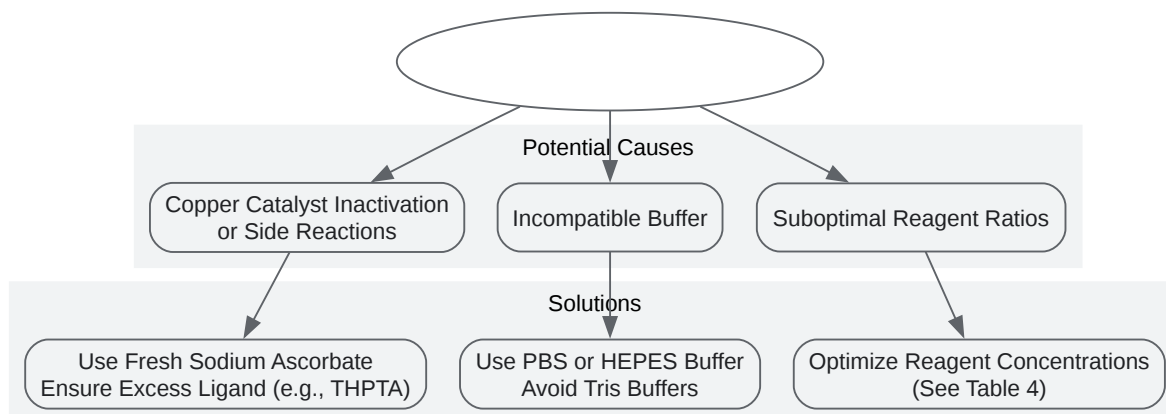 Potential Causes
Copper Catalyst Inactivation
or Side Reactions
Incompatible Buffer
Suboptimal Reagent Ratios
Solutions
Use Fresh Sodium Ascorbate
Ensure Excess Ligand (e.g., THPTA)
Use PBS or HEPES Buffer
Avoid Tris Buffers
Optimize Reagent Concentrations
(See Table 4)